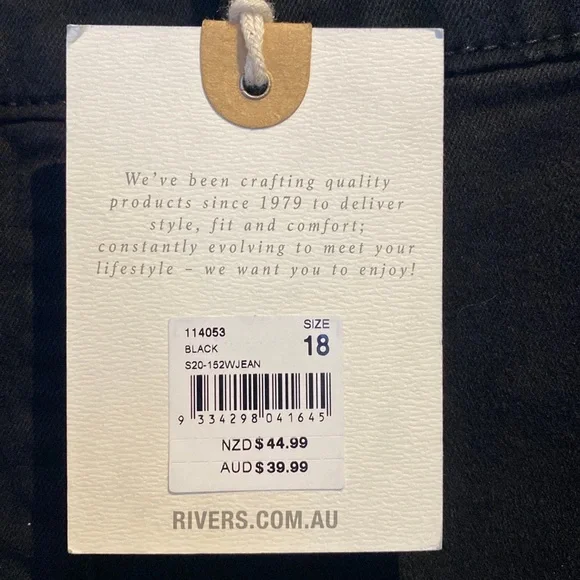 We've been crafting quality
products since 1979 to deliver
style, fit and comfort;
constantly evolving to meet your
lifestyle – we want you to enjoy!
114053 SIZE
BLACK 18
S20-152WJEAN
9 334298 041645
NZD $ 44.99
AUD $ 39.99
RIVERS.COM.AU